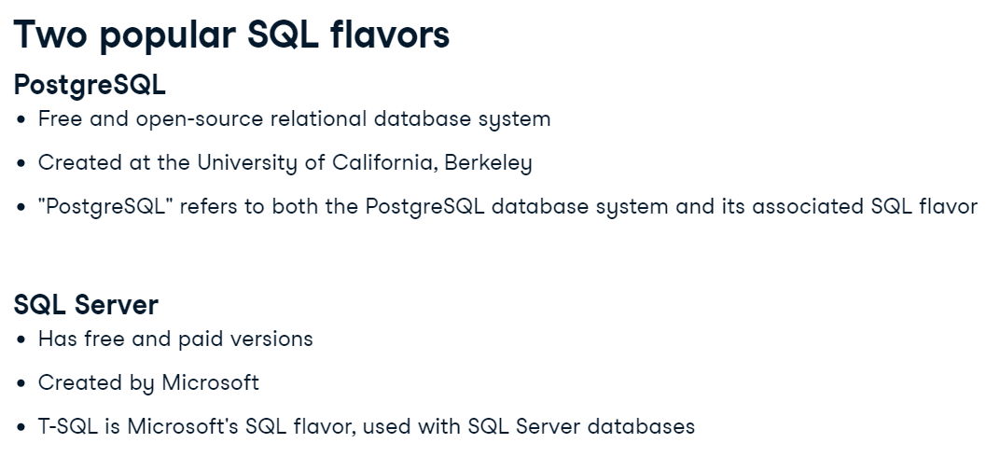 Two popular SQL flavors
PostgreSQL
• Free and open-source relational database system
• Created at the University of California, Berkeley
• "PostgreSQL" refers to both the PostgreSQL database system and its associated SQL flavor
SQL Server
• Has free and paid versions
• Created by Microsoft
• T-SQL is Microsoft's SQL flavor, used with SQL Server databases